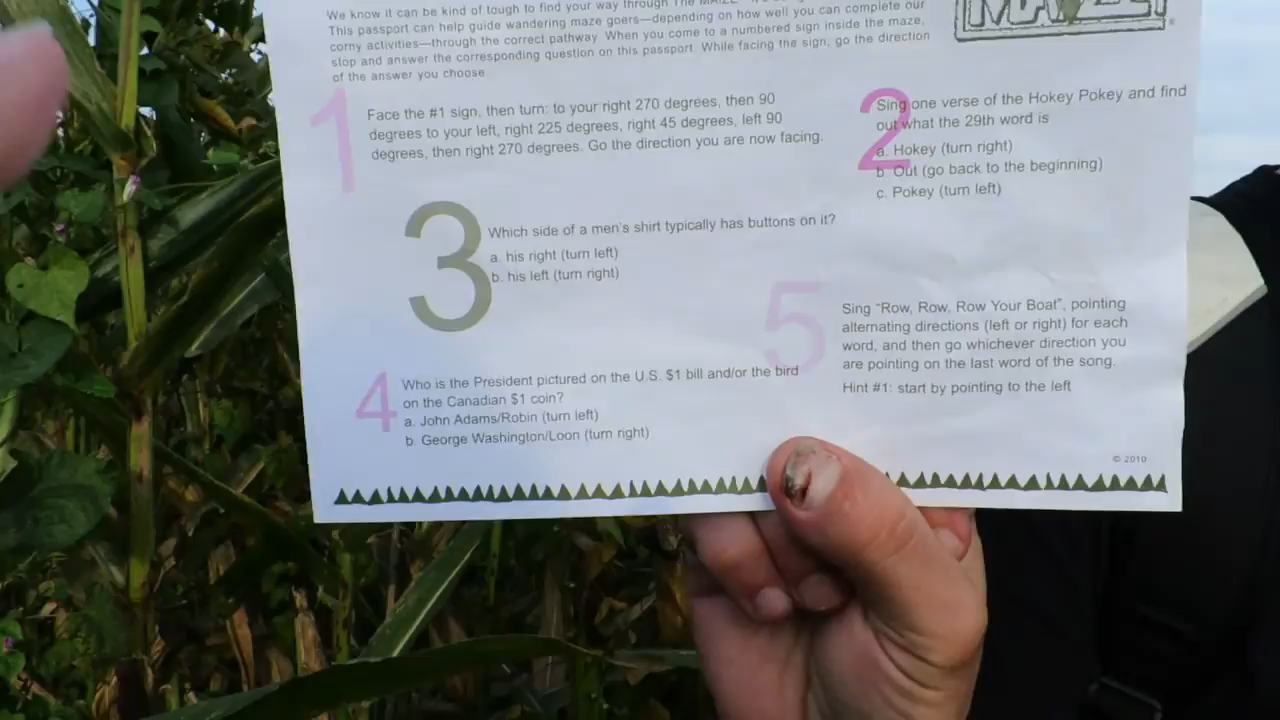 We know it can be kind of tough to find your way through The MAIZE
This passport can help guide wandering maze goers—depending on how well you can complete our
corny activities—through the correct pathway. When you come to a numbered sign inside the maze,
stop and answer the corresponding question on this passport. While facing the sign, go the direction
of the answer you choose.
MAIZE
®
1
Face the #1 sign, then turn: to your right 270 degrees, then 90
degrees to your left, right 225 degrees, right 45 degrees, left 90
degrees, then right 270 degrees. Go the direction you are now facing.
2
Sing one verse of the Hokey Pokey and find
out what the 29th word is
a. Hokey (turn right)
b. Out (go back to the beginning)
c. Pokey (turn left)
3
Which side of a men's shirt typically has buttons on it?
a. his right (turn left)
b. his left (turn right)
4
Who is the President pictured on the U.S. $1 bill and/or the bird
on the Canadian $1 coin?
a. John Adams/Robin (turn left)
b. George Washington/Loon (turn right)
5
Sing “Row, Row, Row Your Boat”, pointing
alternating directions (left or right) for each
word, and then go whichever direction you
are pointing on the last word of the song.
Hint #1: start by pointing to the left
© 2010